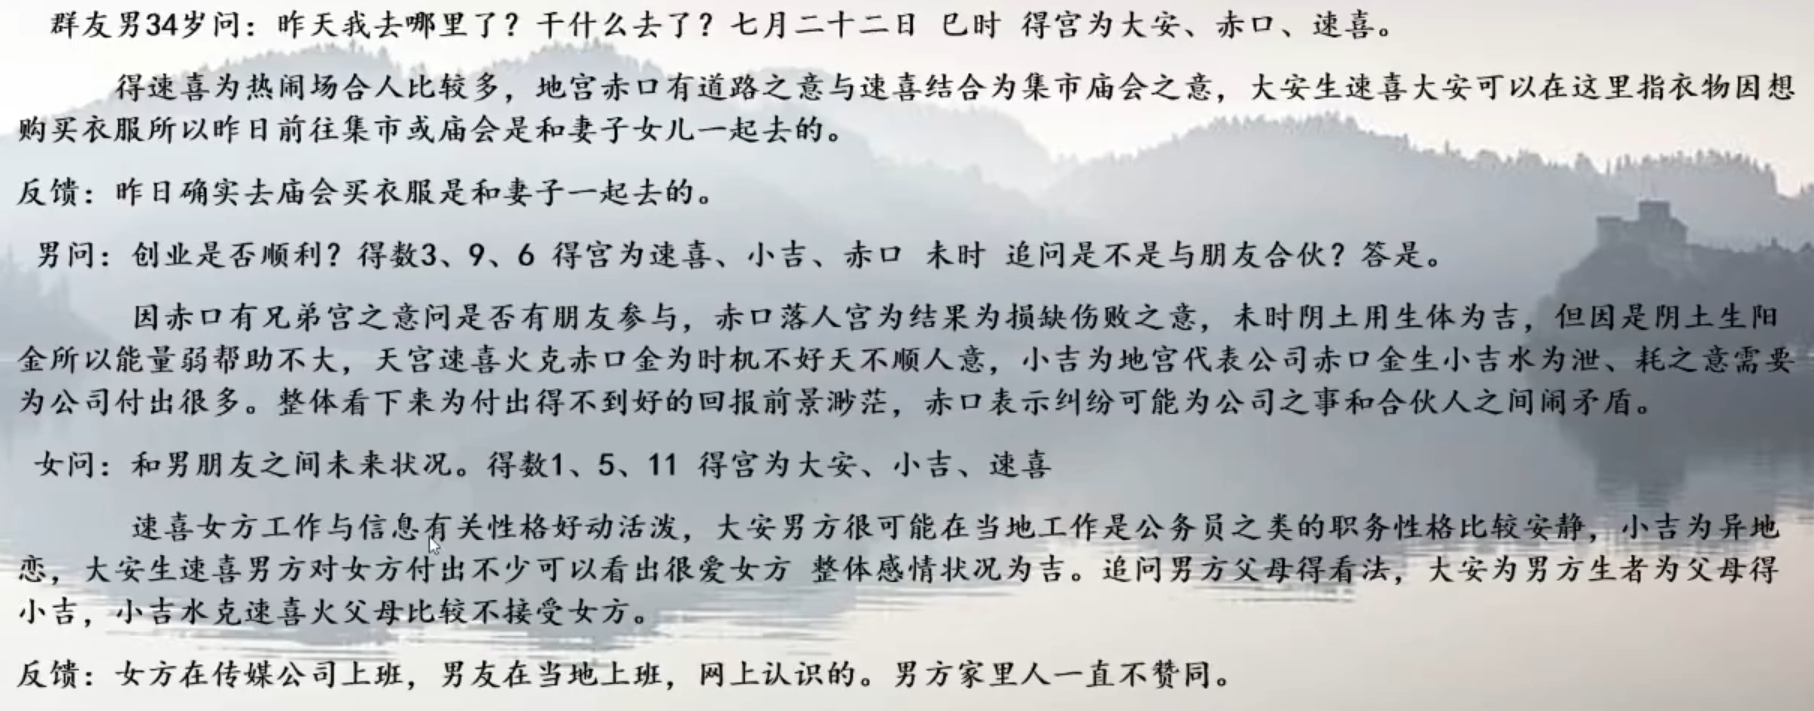 群友男34岁问：昨天我去哪里了？干什么去了？七月二十二日 巳时 得宫为大安、赤口、速喜。
得速喜为热闹场合人比较多，地宫赤口有道路之意与速喜结合为集市庙会之意，大安生速喜大安可以在这里指衣物因想
购买衣服所以昨日前往集市或庙会是和妻子女儿一起去的。
反馈：昨日确实去庙会买衣服是和妻子一起去的。
男问：创业是否顺利？得数3、9、6 得宫为速喜、小吉、赤口 未时 追问是不是与朋友合伙？答是。
因赤口有兄弟宫之意问是否有朋友参与，赤口落人宫为结果为损缺伤败之意，未时阴土用生体为吉，但因是阴土生阳
金所以能量弱帮助不大，天宫速喜火克赤口金为时机不好天不顺人意，小吉为地宫代表公司赤口金生小吉水为泄、耗之意需要
为公司付出很多。整体看下来为付出得不到好的回报前景渺茫，赤口表示纠纷可能为公司之事和合伙人之间闹矛盾。
女问：和男朋友之间未来状况。得数1、5、11 得宫为大安、小吉、速喜
速喜女方工作与信息有关性格好动活泼，大安男方很可能在当地工作是公务员之类的职务性格比较安静，小吉为异地
恋，大安生速喜男方对女方付出不少可以看出很爱女方 整体感情状况为吉。追问男方父母得看法，大安为男方生者为父母得
小吉，小吉水克速喜火父母比较不接受女方。
反馈：女方在传媒公司上班，男友在当地上班，网上认识的。男方家里人一直不赞同。